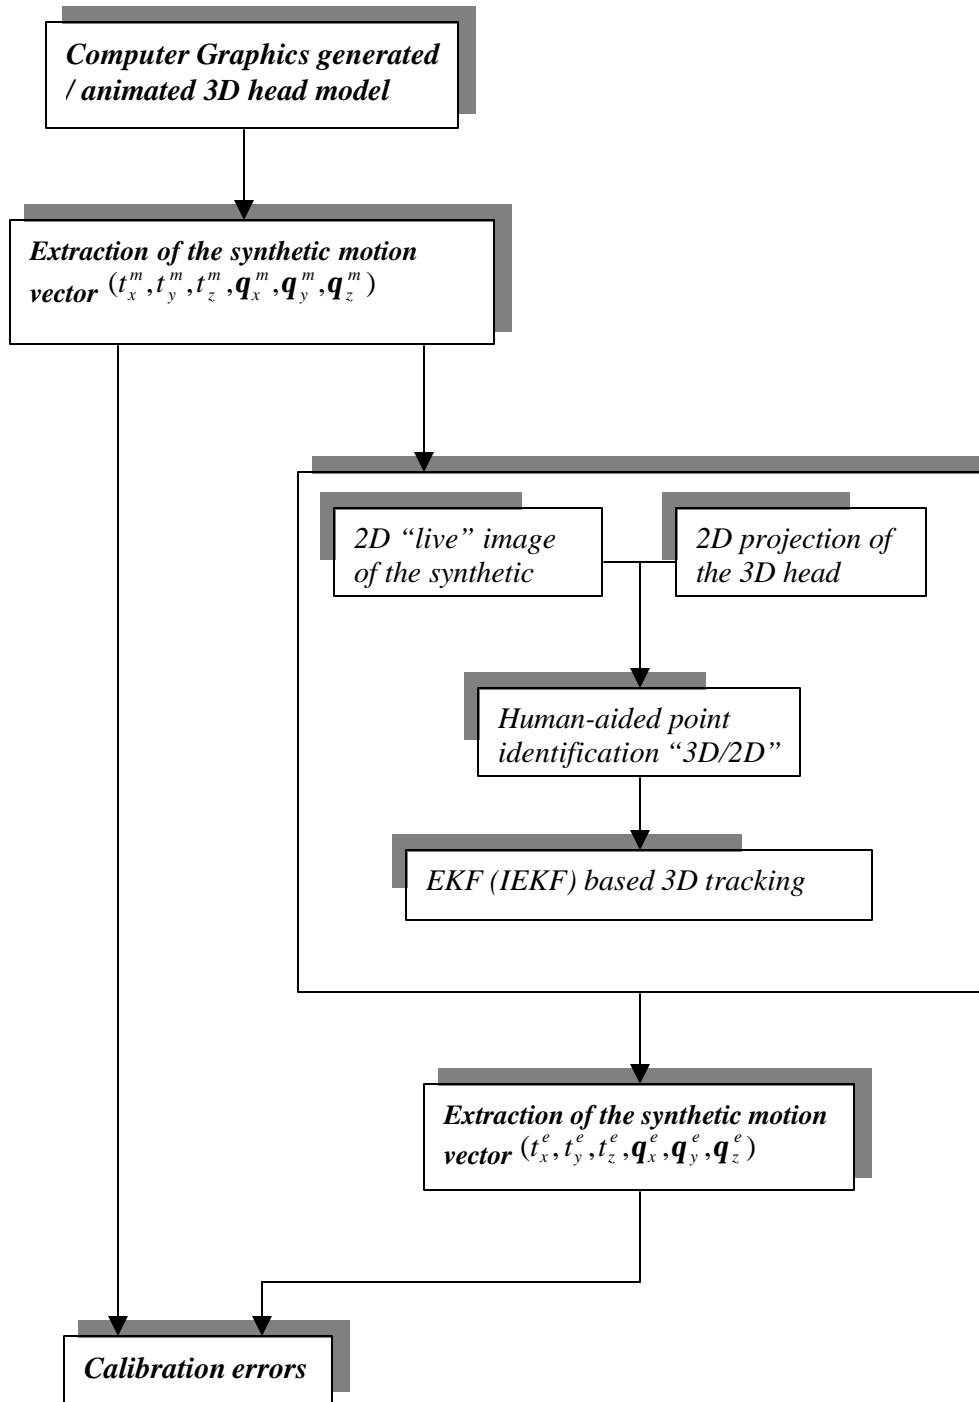 Computer Graphics generated
/ animated 3D head model
Extraction of the synthetic motion
vector (t_x^m, t_y^m, t_z^m, q_x^m, q_y^m, q_z^m)
2D “live” image
of the synthetic
2D projection of
the 3D head
Human-aided point
identification “3D/2D”
EKF (IEKF) based 3D tracking
Extraction of the synthetic motion
vector (t_x^e, t_y^e, t_z^e, q_x^e, q_y^e, q_z^e)
Calibration errors